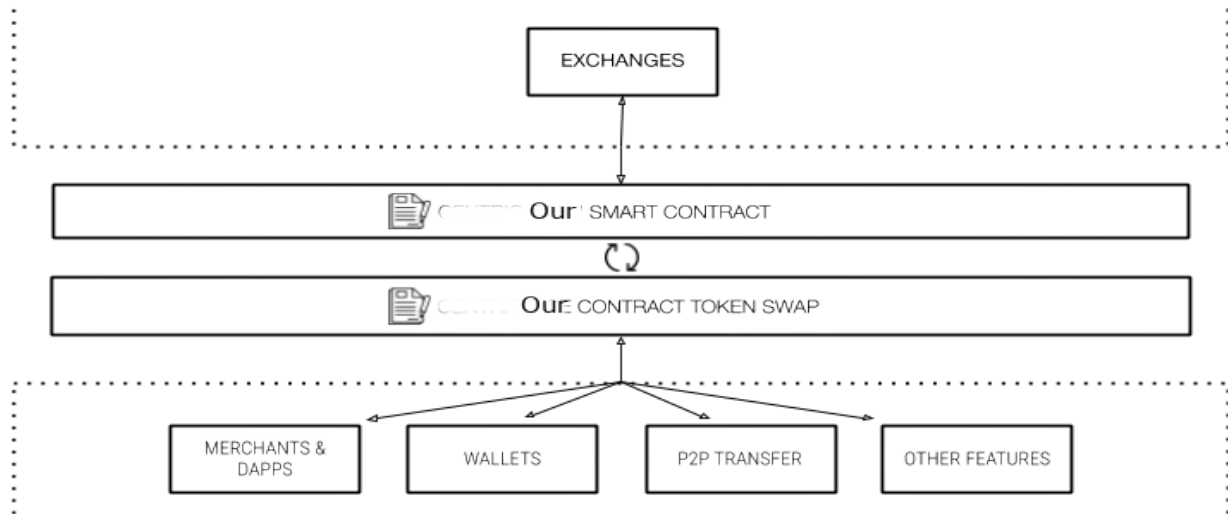 EXCHANGES
Our SMART CONTRACT
Our CONTRACT TOKEN SWAP
MERCHANTS &
DAPPS
WALLETS
P2P TRANSFER
OTHER FEATURES